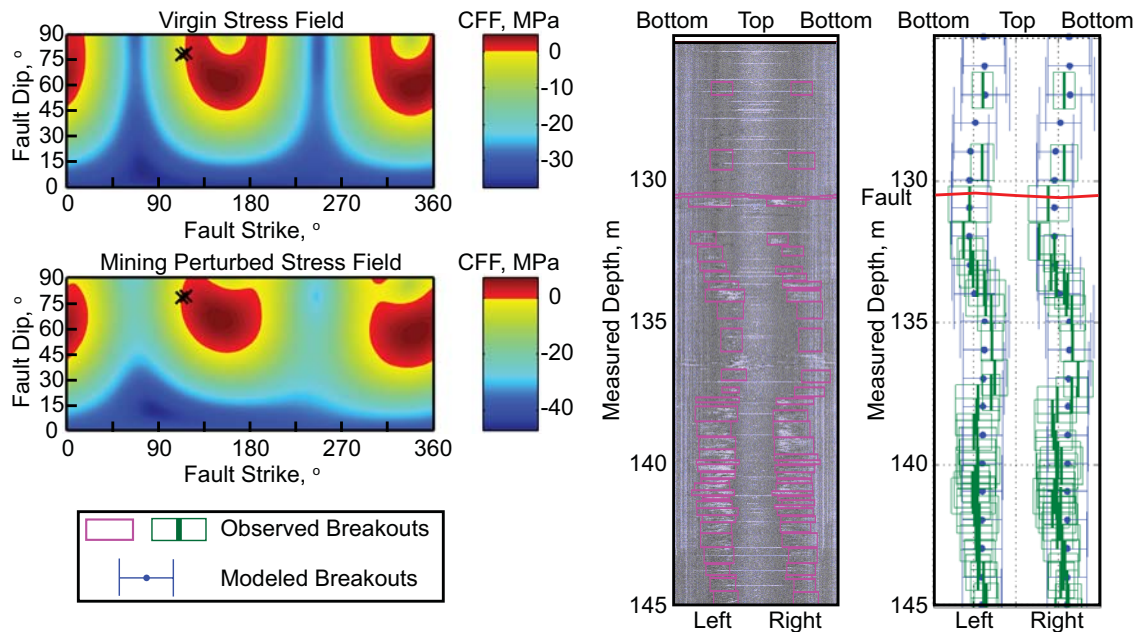 Virgin Stress Field
CFF, MPa
Fault Dip, °
90
75
60
45
30
15
0
0 90 180 270 360
Fault Strike, °
0
-10
-20
-30
Mining Perturbed Stress Field
CFF, MPa
Fault Dip, °
90
75
60
45
30
15
0
0 90 180 270 360
Fault Strike, °
0
-20
-40
Observed Breakouts
Modeled Breakouts
Bottom Top Bottom
Measured Depth, m
130
135
140
145
Left Right
Bottom Top Bottom
Fault
Measured Depth, m
130
135
140
145
Left Right